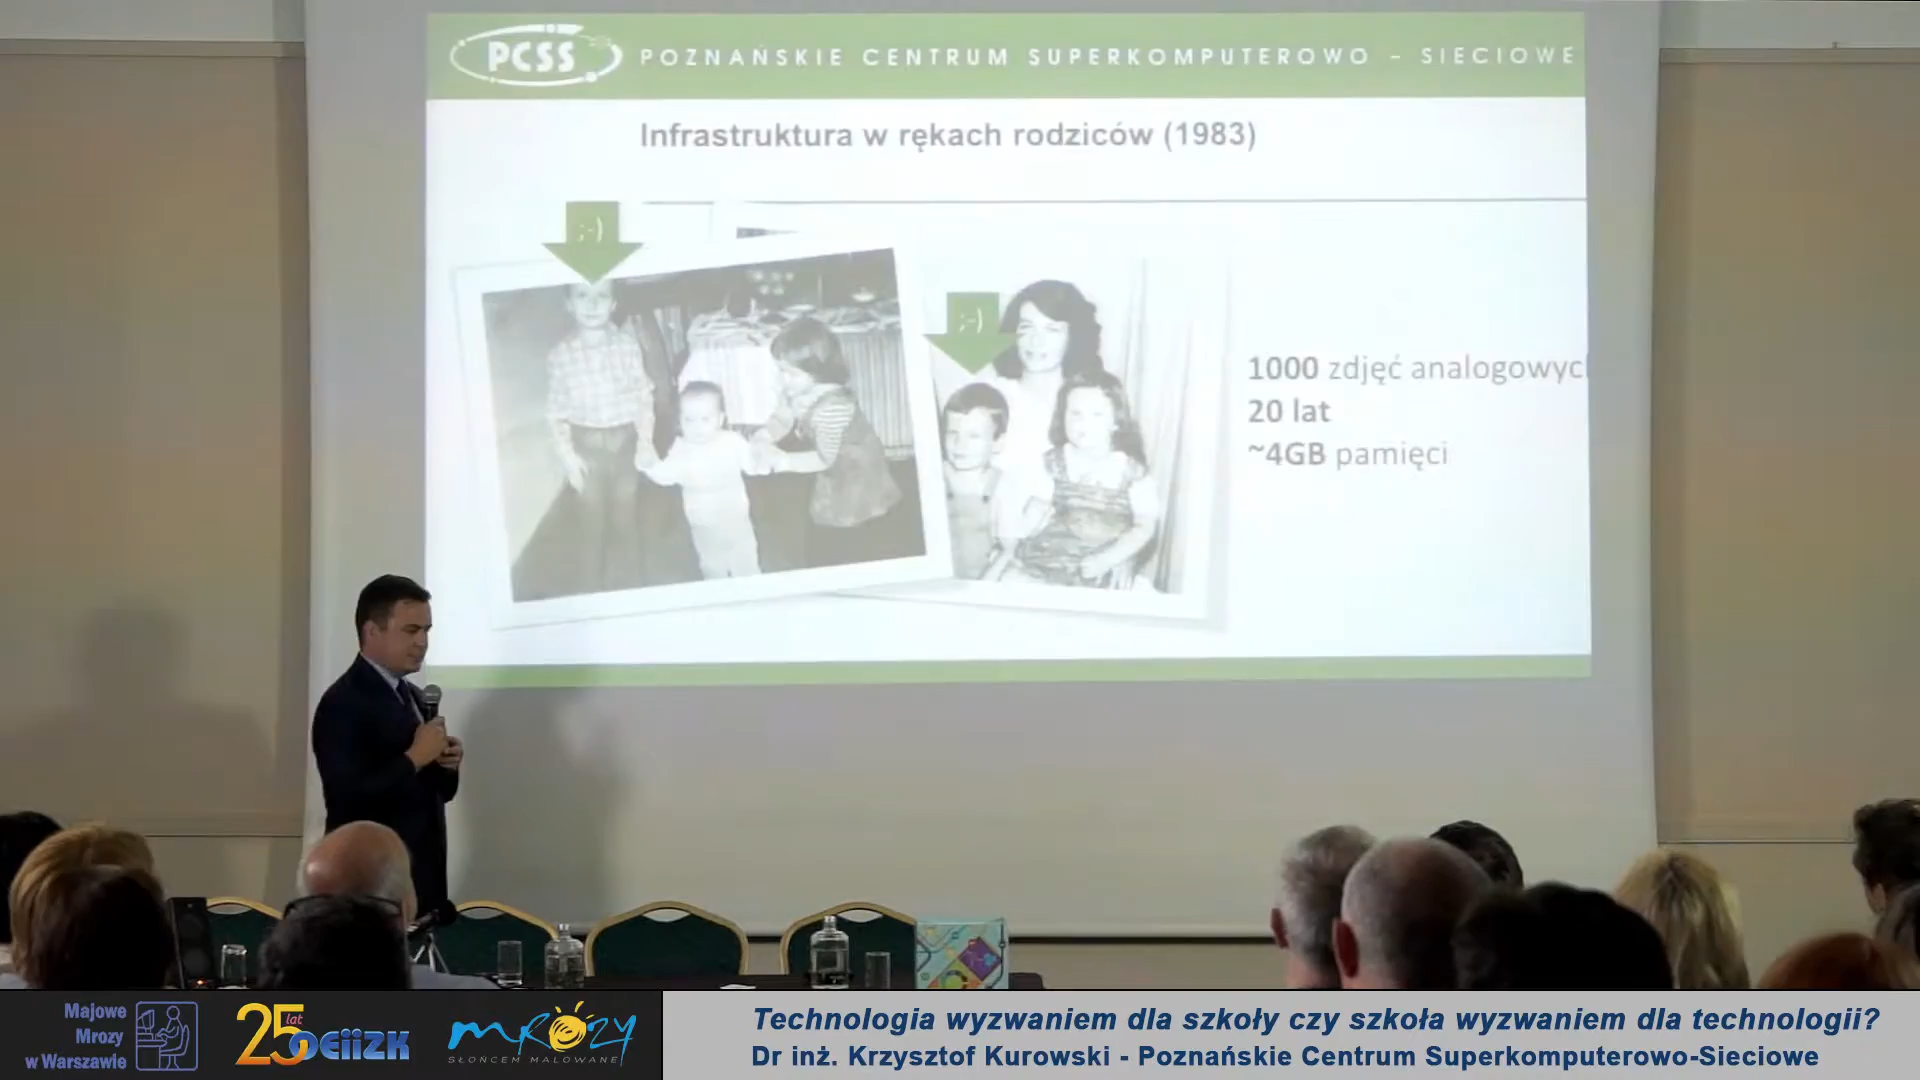 PCSS POZNAŃSKIE CENTRUM SUPERKOMPUTEROWO – SIECIOWE
Infrastruktura w rękach rodziców (1983)
;-)
;-)
1000 zdjęć analogowych
20 lat
~4GB pamięci
Majowe
Mrozy
w Warszawie
25 lat OEiiZK
mrozy
SŁOŃCEM MALOWANE
Technologia wyzwaniem dla szkoły czy szkoła wyzwaniem dla technologii?
Dr inż. Krzysztof Kurowski - Poznańskie Centrum Superkomputerowo-Sieciowe